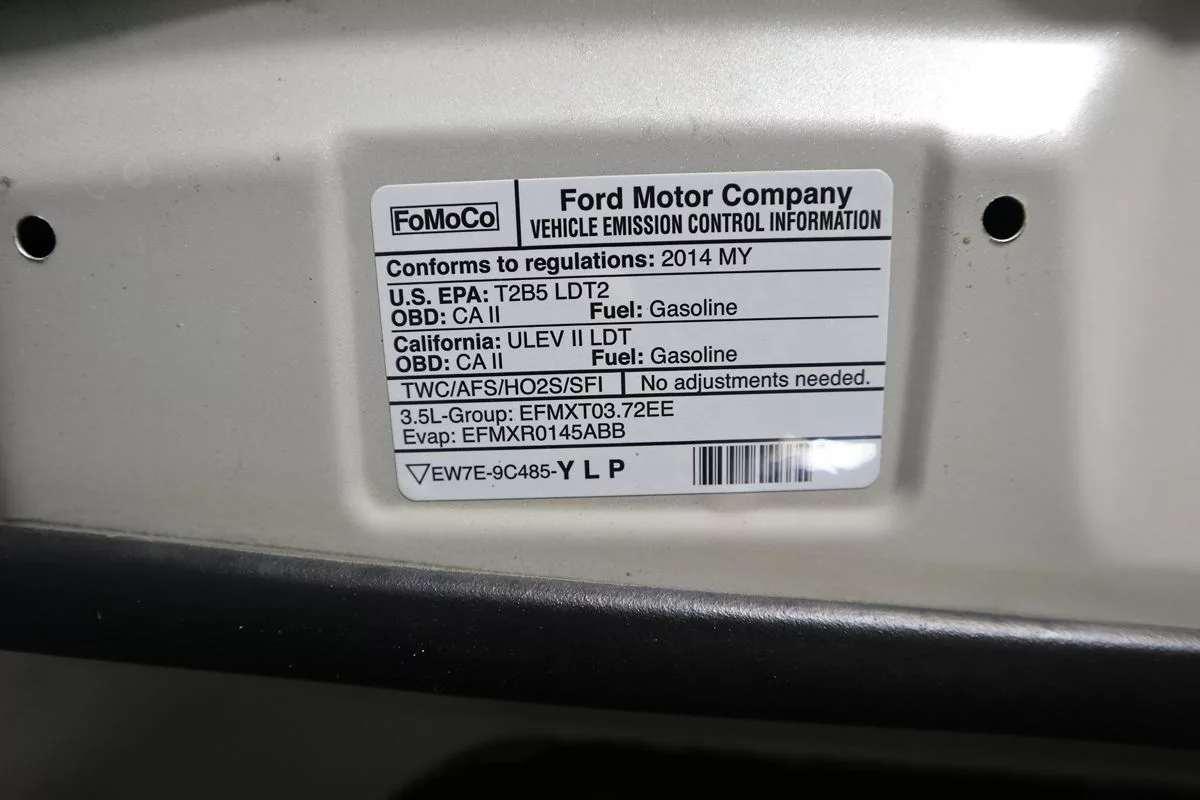 FoMoCo
Ford Motor Company
VEHICLE EMISSION CONTROL INFORMATION
Conforms to regulations: 2014 MY
U.S. EPA: T2B5 LDT2
OBD: CA II Fuel: Gasoline
California: ULEV II LDT
OBD: CA II Fuel: Gasoline
TWC/AFS/HO2S/SFI No adjustments needed.
3.5L-Group: EFMXT03.72EE
Evap: EFMXR0145ABB
EW7E-9C485-Y L P